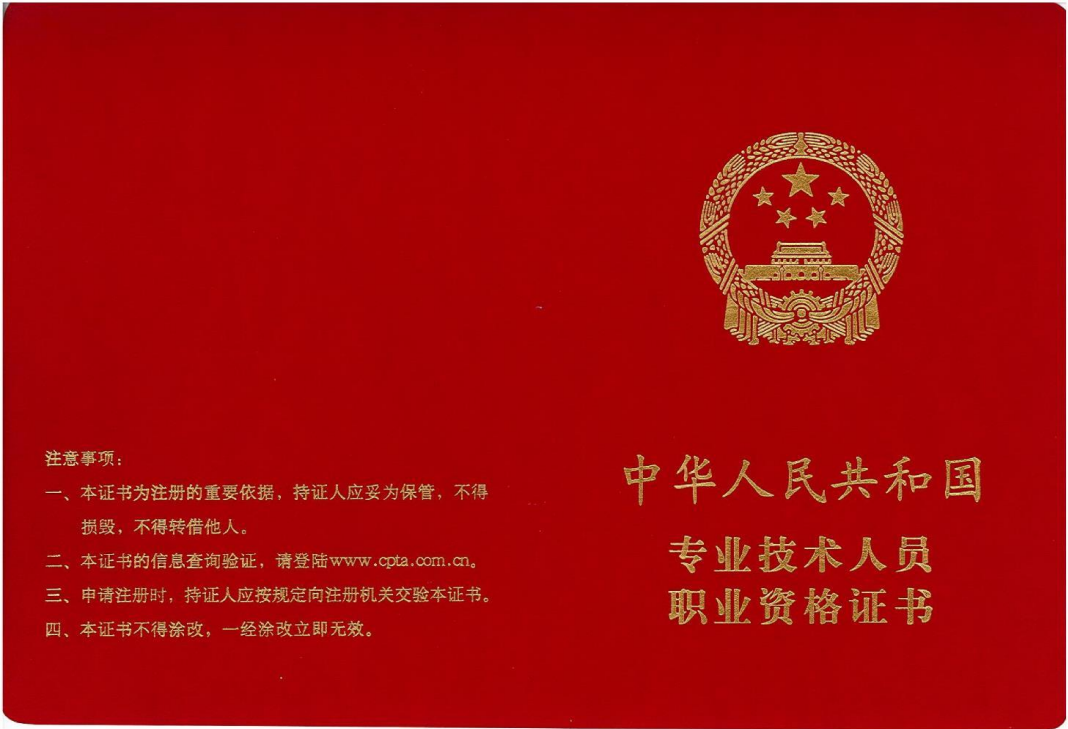 注意事项：
一、本证书为注册的重要依据，持证人应妥为保管，不得
损毁，不得转借他人。
二、本证书的信息查询验证，请登陆www.cpta.com.cn。
三、申请注册时，持证人应按规定向注册机关交验本证书。
四、本证书不得涂改，一经涂改立即无效。
中华人民共和国
专业技术人员
职业资格证书